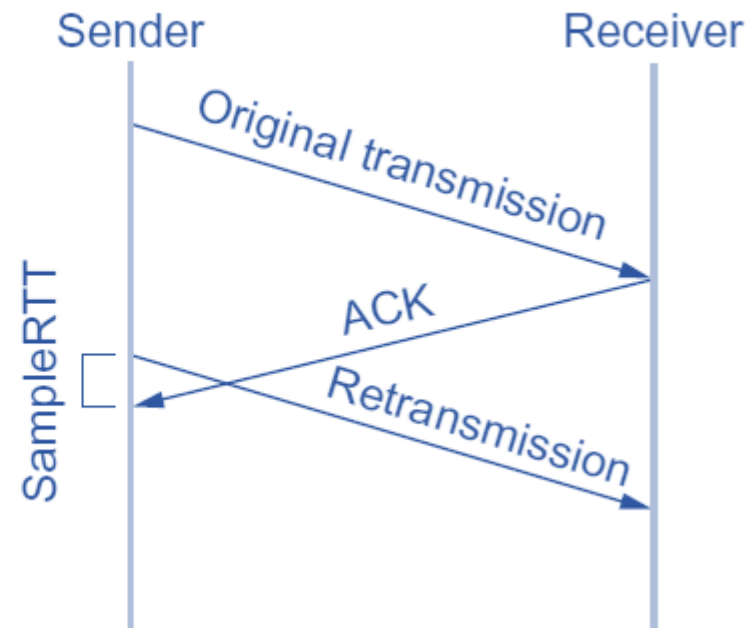 Sender
Receiver
Original transmission
ACK
SampleRTT
Retransmission